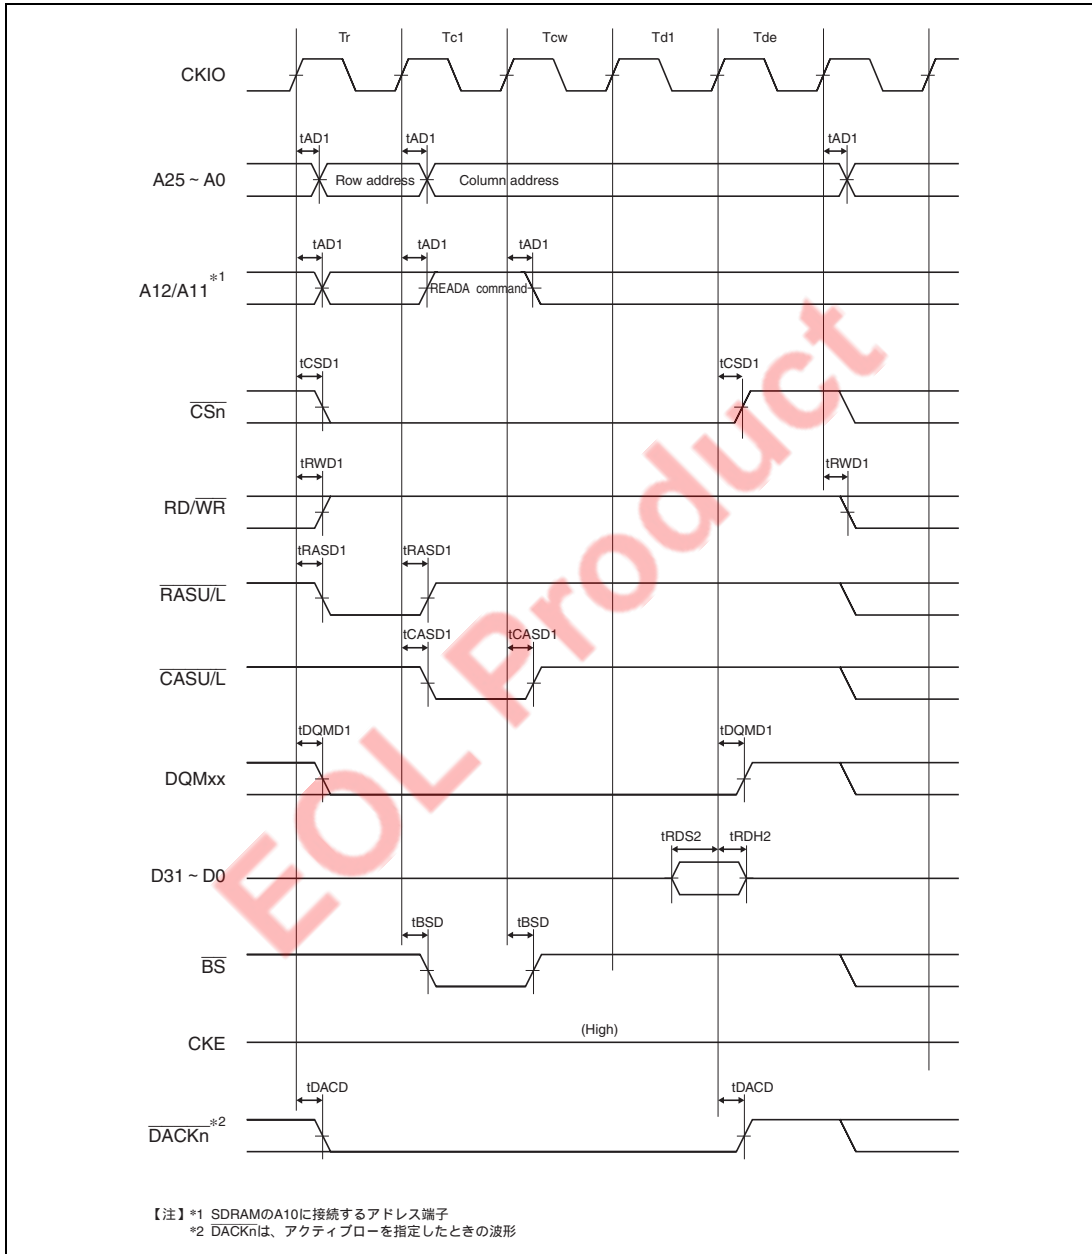 Tr Tc1 Tcw Td1 Tde
CKIO
tAD1 tAD1 tAD1
A25 ~ A0 Row address Column address
tAD1 tAD1 tAD1
A12/A11*1 READA command
tCSD1 tCSD1
CSn
tRWD1 tRWD1
RD/WR
tRASD1 tRASD1
RASU/L
tCASD1 tCASD1
CASU/L
tDQMD1 tDQMD1
DQMxx
tRDS2 tRDH2
D31 ~ D0
tBSD tBSD
BS
(High)
CKE
tDACD tDACD
DACKn*2
EOL Product
【注】*1 SDRAMのA10に接続するアドレス端子
*2 DACKnは、アクティブローを指定したときの波形